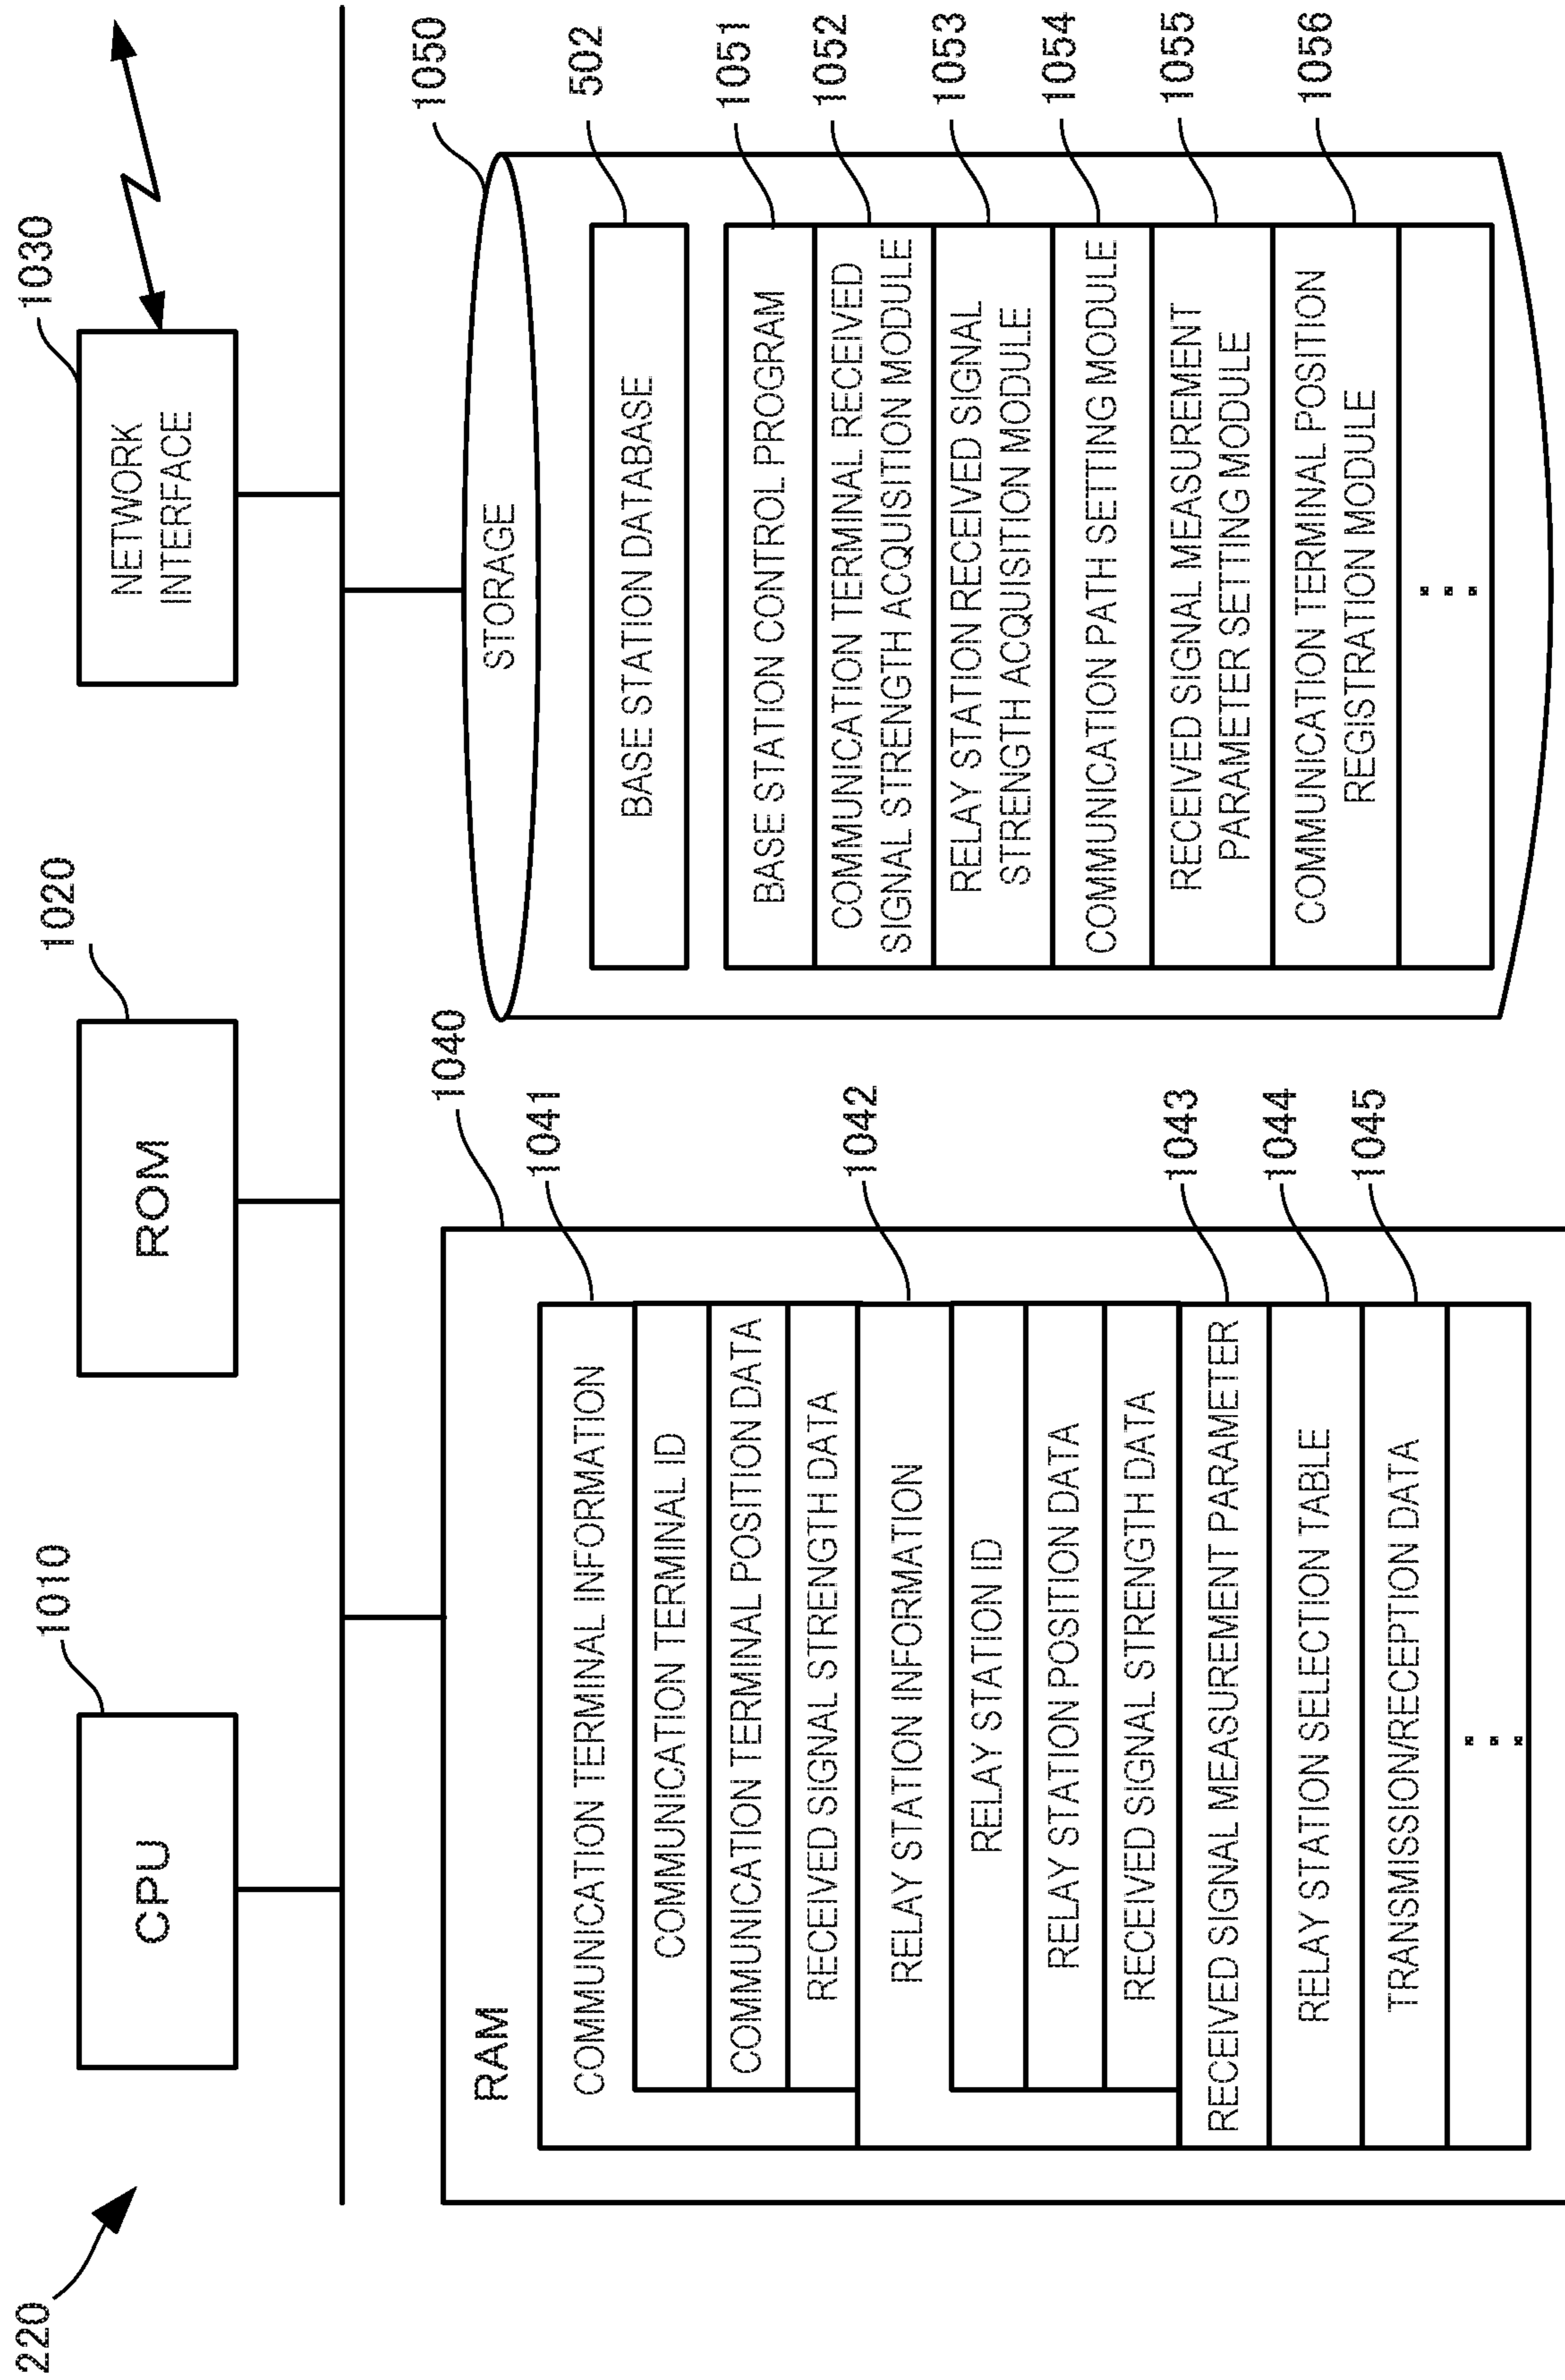 220
1010
CPU
1020
ROM
1030
NETWORK
INTERFACE
1040
RAM
1041
COMMUNICATION TERMINAL INFORMATION
COMMUNICATION TERMINAL ID
COMMUNICATION TERMINAL POSITION DATA
RECEIVED SIGNAL STRENGTH DATA
1042
RELAY STATION INFORMATION
RELAY STATION ID
RELAY STATION POSITION DATA
RECEIVED SIGNAL STRENGTH DATA
1043
RECEIVED SIGNAL MEASUREMENT PARAMETER
1044
RELAY STATION SELECTION TABLE
1045
TRANSMISSION/RECEPTION DATA
1050
STORAGE
502
BASE STATION DATABASE
1051
BASE STATION CONTROL PROGRAM
1052
COMMUNICATION TERMINAL RECEIVED
SIGNAL STRENGTH ACQUISITION MODULE
1053
RELAY STATION RECEIVED SIGNAL
STRENGTH ACQUISITION MODULE
1054
COMMUNICATION PATH SETTING MODULE
1055
RECEIVED SIGNAL MEASUREMENT
PARAMETER SETTING MODULE
1056
COMMUNICATION TERMINAL POSITION
REGISTRATION MODULE